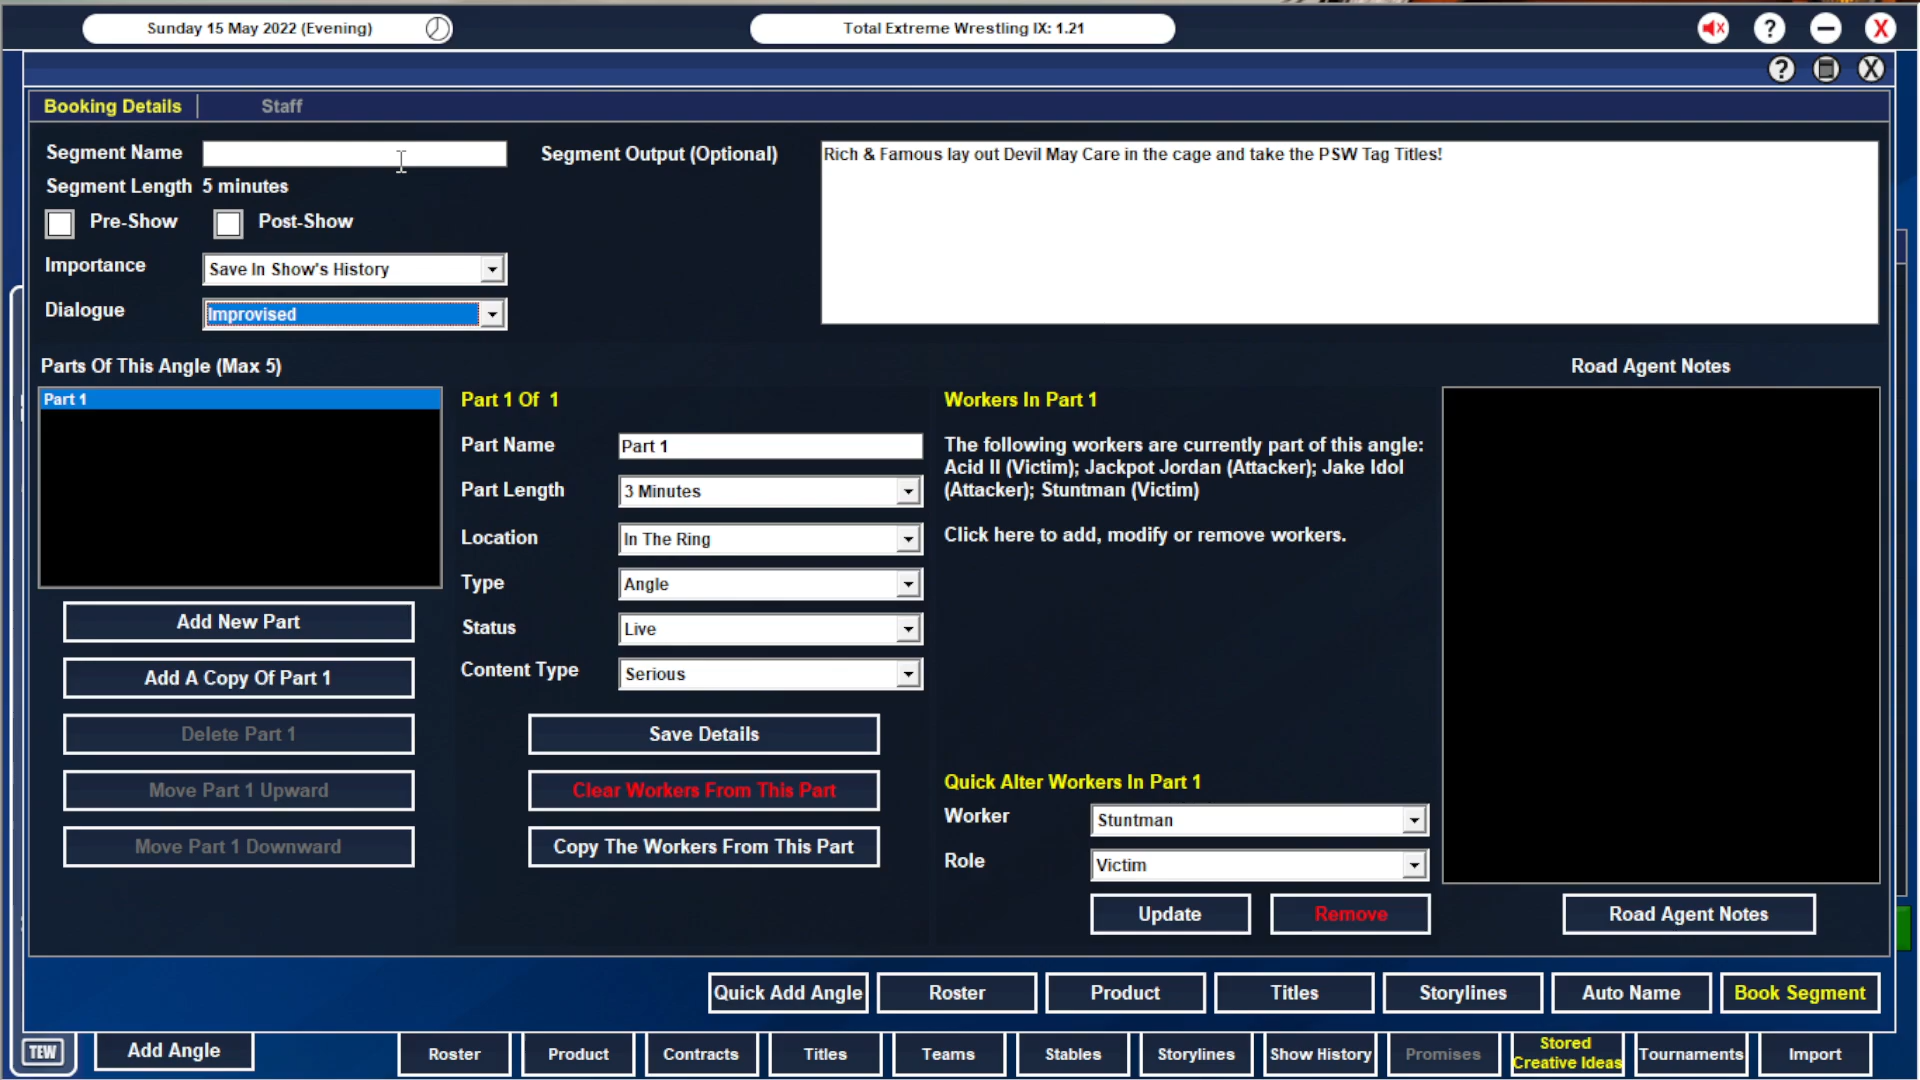 Sunday 15 May 2022 (Evening)
Total Extreme Wrestling IX: 1.21
?
X
?
X
Booking Details
Staff
Segment Name
Segment Output (Optional)
Rich & Famous lay out Devil May Care in the cage and take the PSW Tag Titles!
Segment Length 5 minutes
Pre-Show
Post-Show
Importance
Save In Show's History
Dialogue
Improvised
Parts Of This Angle (Max 5)
Part 1
Add New Part
Add A Copy Of Part 1
Delete Part 1
Move Part 1 Upward
Move Part 1 Downward
Part 1 Of 1
Part Name
Part 1
Part Length
3 Minutes
Location
In The Ring
Type
Angle
Status
Live
Content Type
Serious
Save Details
Clear Workers From This Part
Copy The Workers From This Part
Workers In Part 1
The following workers are currently part of this angle:
Acid II (Victim); Jackpot Jordan (Attacker); Jake Idol
(Attacker); Stuntman (Victim)
Click here to add, modify or remove workers.
Quick Alter Workers In Part 1
Worker
Stuntman
Role
Victim
Update
Remove
Road Agent Notes
Road Agent Notes
Quick Add Angle
Roster
Product
Titles
Storylines
Auto Name
Book Segment
TEW
Add Angle
Roster
Product
Contracts
Titles
Teams
Stables
Storylines
Show History
Promises
Stored
Creative Ideas
Tournaments
Import